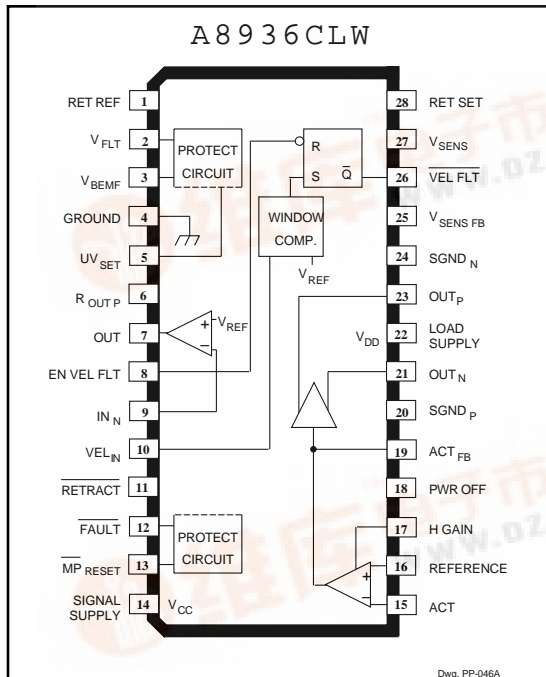 A8936CLW
RET REF 1
V FLT 2
V BEMF 3
GROUND 4
UV SET 5
R OUT P 6
OUT 7
EN VEL FLT 8
IN N 9
VEL IN 10
RETRACT 11
FAULT 12
MP RESET 13
SIGNAL SUPPLY 14 V CC
PROTECT CIRCUIT
R
S Q
WINDOW COMP.
V REF
+ V REF
–
V DD
PROTECT CIRCUIT
+
–
28 RET SET
27 V SENS
26 VEL FLT
25 V SENS FB
24 SGND N
23 OUT P
22 LOAD SUPPLY
21 OUT N
20 SGND P
19 ACT FB
18 PWR OFF
17 H GAIN
16 REFERENCE
15 ACT
Dwg. PP-046A